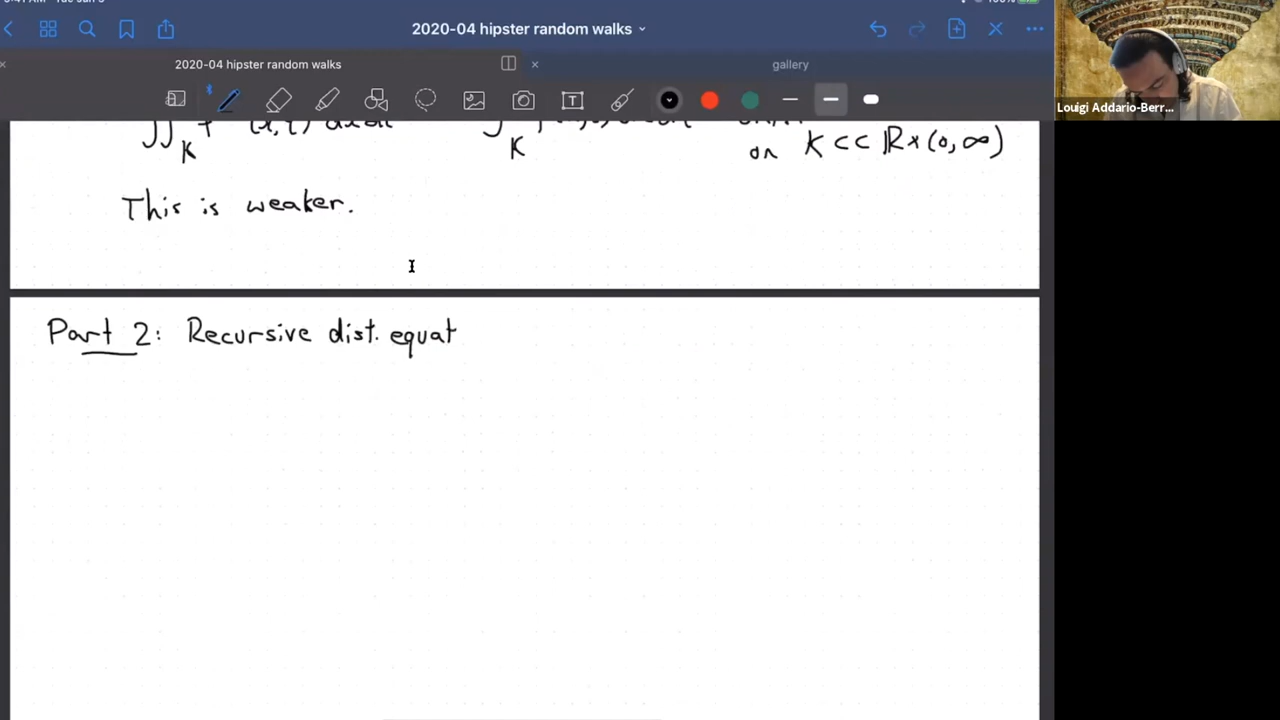 2020-04 hipster random walks
2020-04 hipster random walks
gallery
Louigi Addario-Berr...
K
K
on K ⊂⊂ ℝ×(0,∞)
This is weaker.
Part 2: Recursive dist. equat